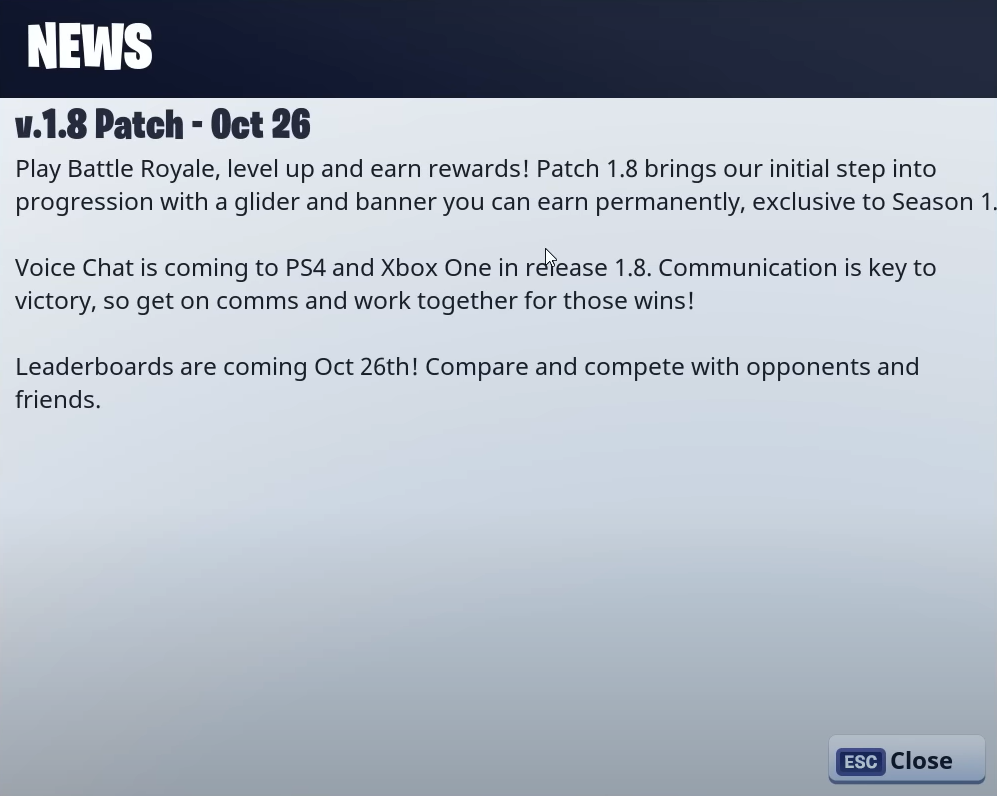 NEWS
v.1.8 Patch - Oct 26
Play Battle Royale, level up and earn rewards! Patch 1.8 brings our initial step into
progression with a glider and banner you can earn permanently, exclusive to Season 1.
Voice Chat is coming to PS4 and Xbox One in release 1.8. Communication is key to
victory, so get on comms and work together for those wins!
Leaderboards are coming Oct 26th! Compare and compete with opponents and
friends.
ESC Close